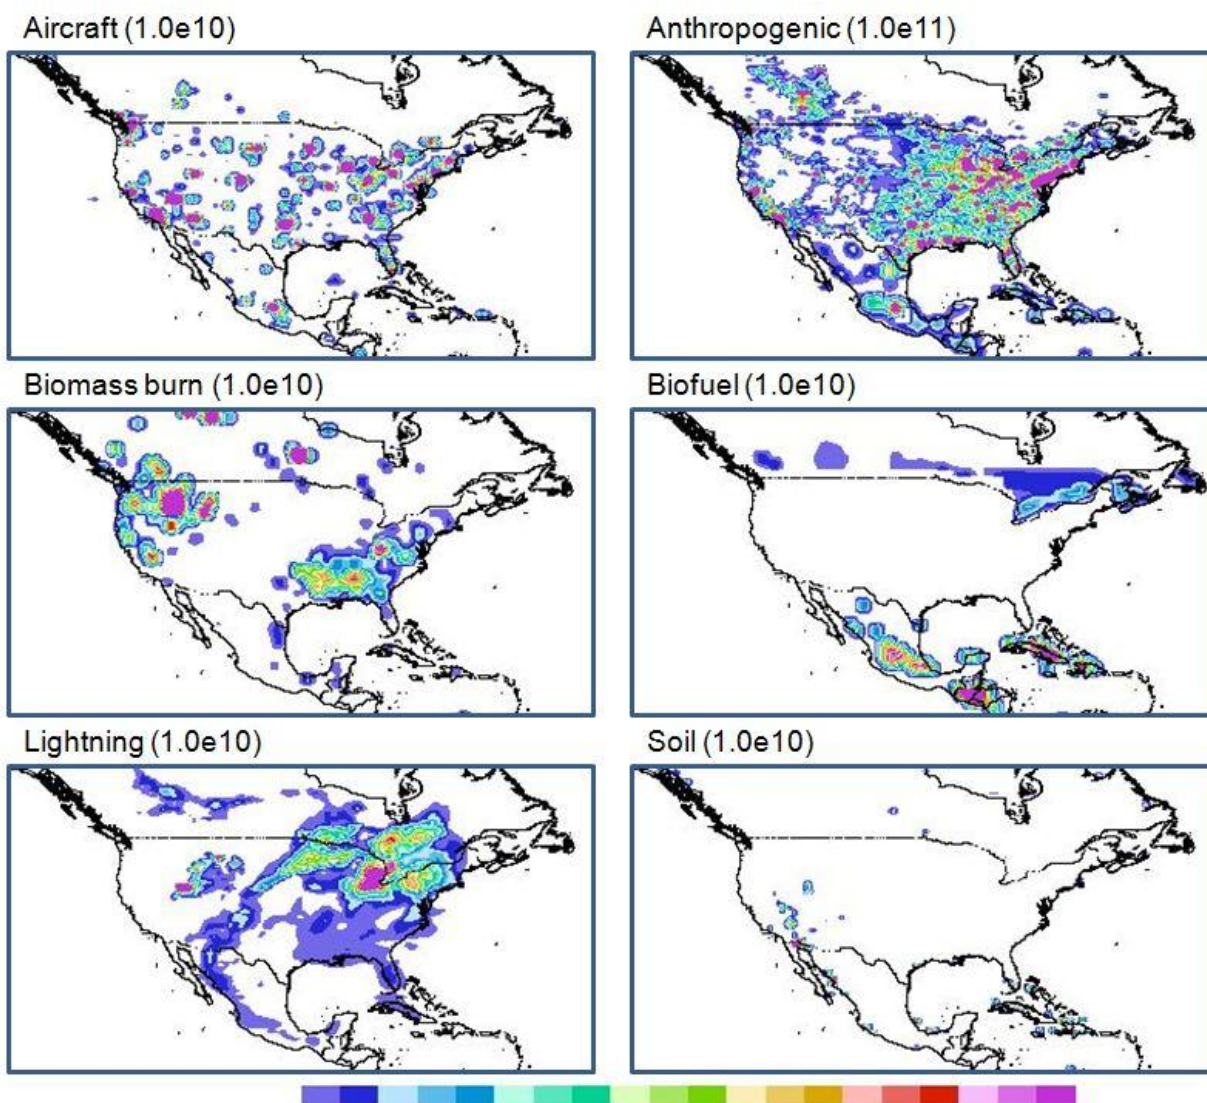 Aircraft (1.0e10)
Anthropogenic (1.0e11)
Biomass burn (1.0e10)
Biofuel (1.0e10)
Lightning (1.0e10)
Soil (1.0e10)